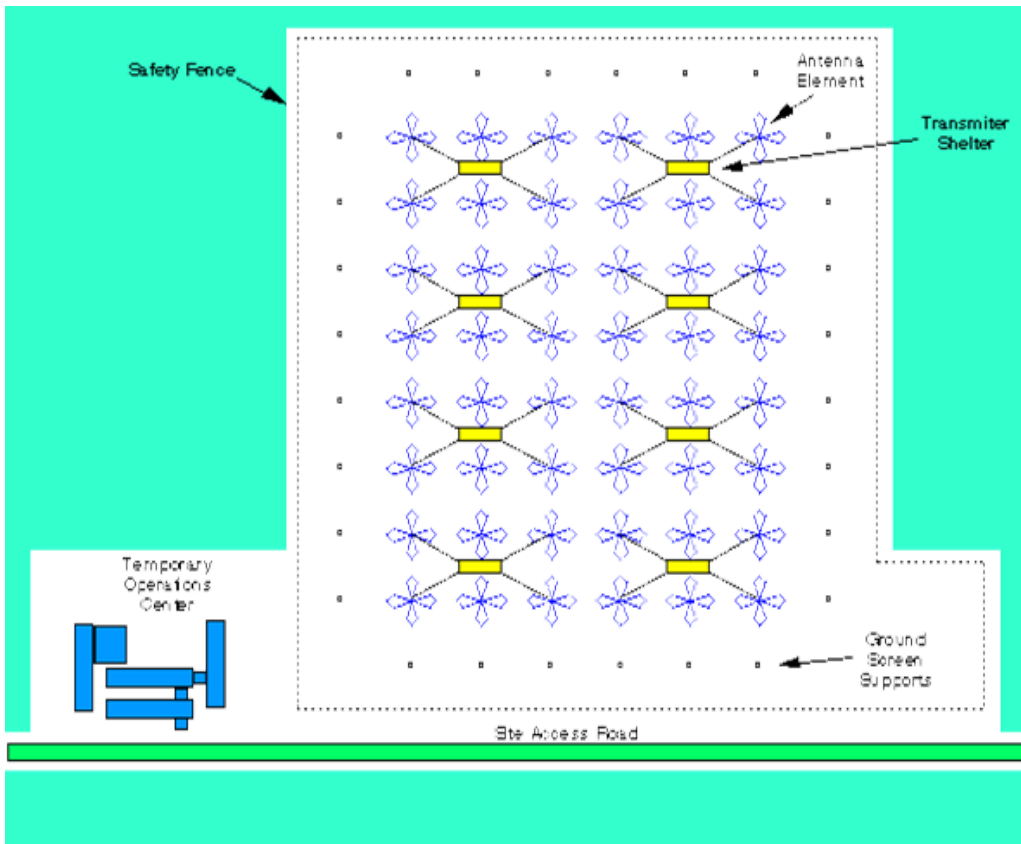 Safety Fence
Antenna
Element
Transmiter
Shelter
Temporary
Operations
Center
Ground
Screen
Supports
Site Access Road